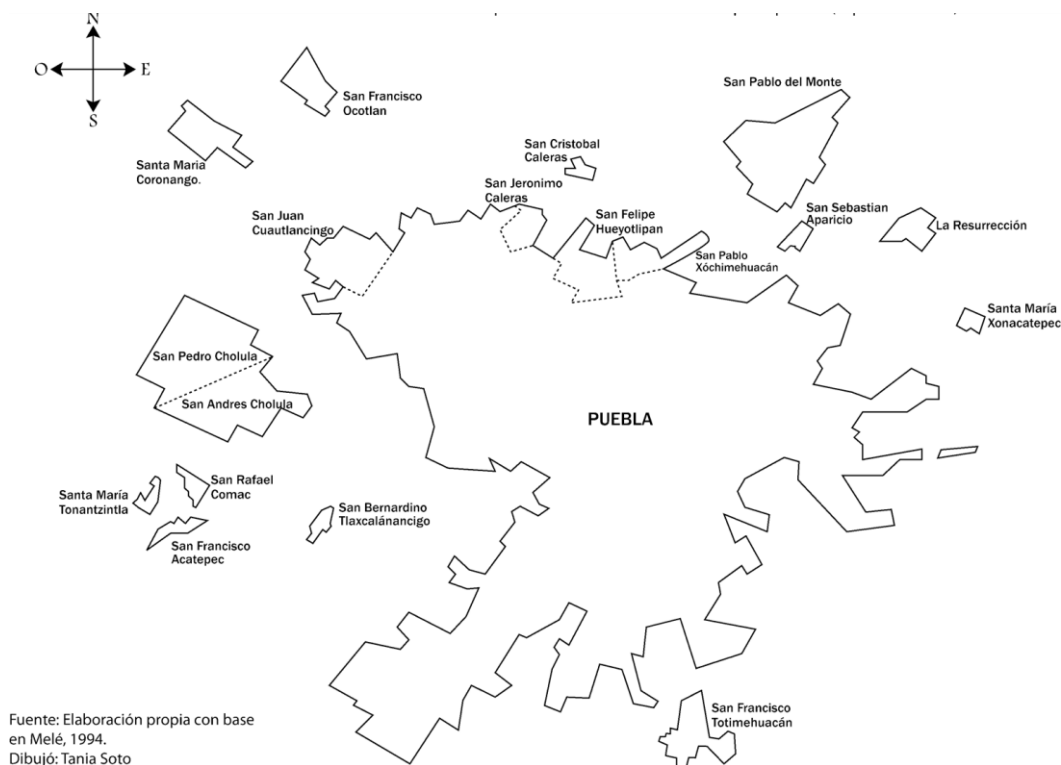 N
O
E
S
San Francisco
Ocotlan
San Pablo del Monte
Santa Maria
Coronango.
San Cristobal
Caleras
San Jeronimo
Caleras
San Juan
Cuautlancingo
San Felipe
Hueyotlipan
San Sebastian
Aparicio
La Resurrección
San Pablo
Xóchimehuacán
Santa María
Xonacatepec
San Pedro Cholula
San Andres Cholula
PUEBLA
Santa María
Tonantzintla
San Rafael
Comac
San Bernardino
Tlaxcalánancigo
San Francisco
Acatepec
San Francisco
Totimehuacán
Fuente: Elaboración propia con base
en Melé, 1994.
Dibujó: Tania Soto